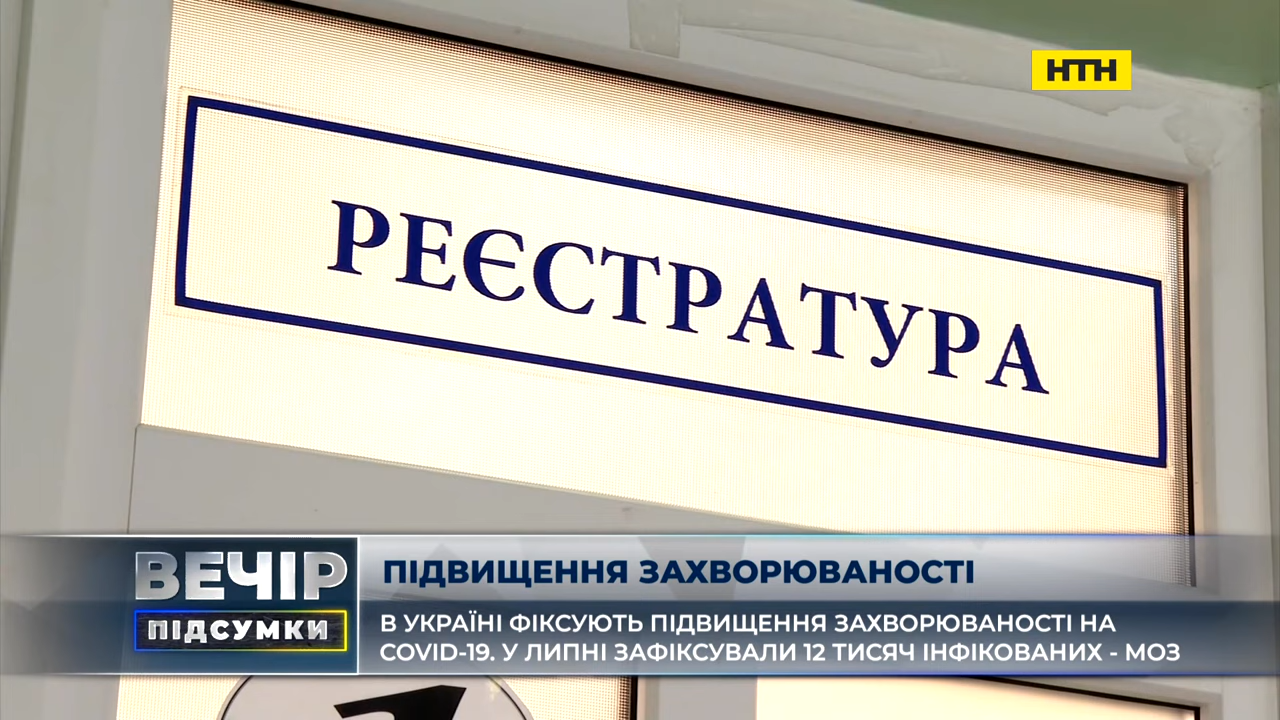 НТН
РЕЄСТРАТУРА
ВЕЧІР
ПІДСУМКИ
ПІДВИЩЕННЯ ЗАХВОРЮВАНОСТІ
В УКРАЇНІ ФІКСУЮТЬ ПІДВИЩЕННЯ ЗАХВОРЮВАНОСТІ НА
COVID-19. У ЛИПНІ ЗАФІКСУВАЛИ 12 ТИСЯЧ ІНФІКОВАНИХ - МОЗ